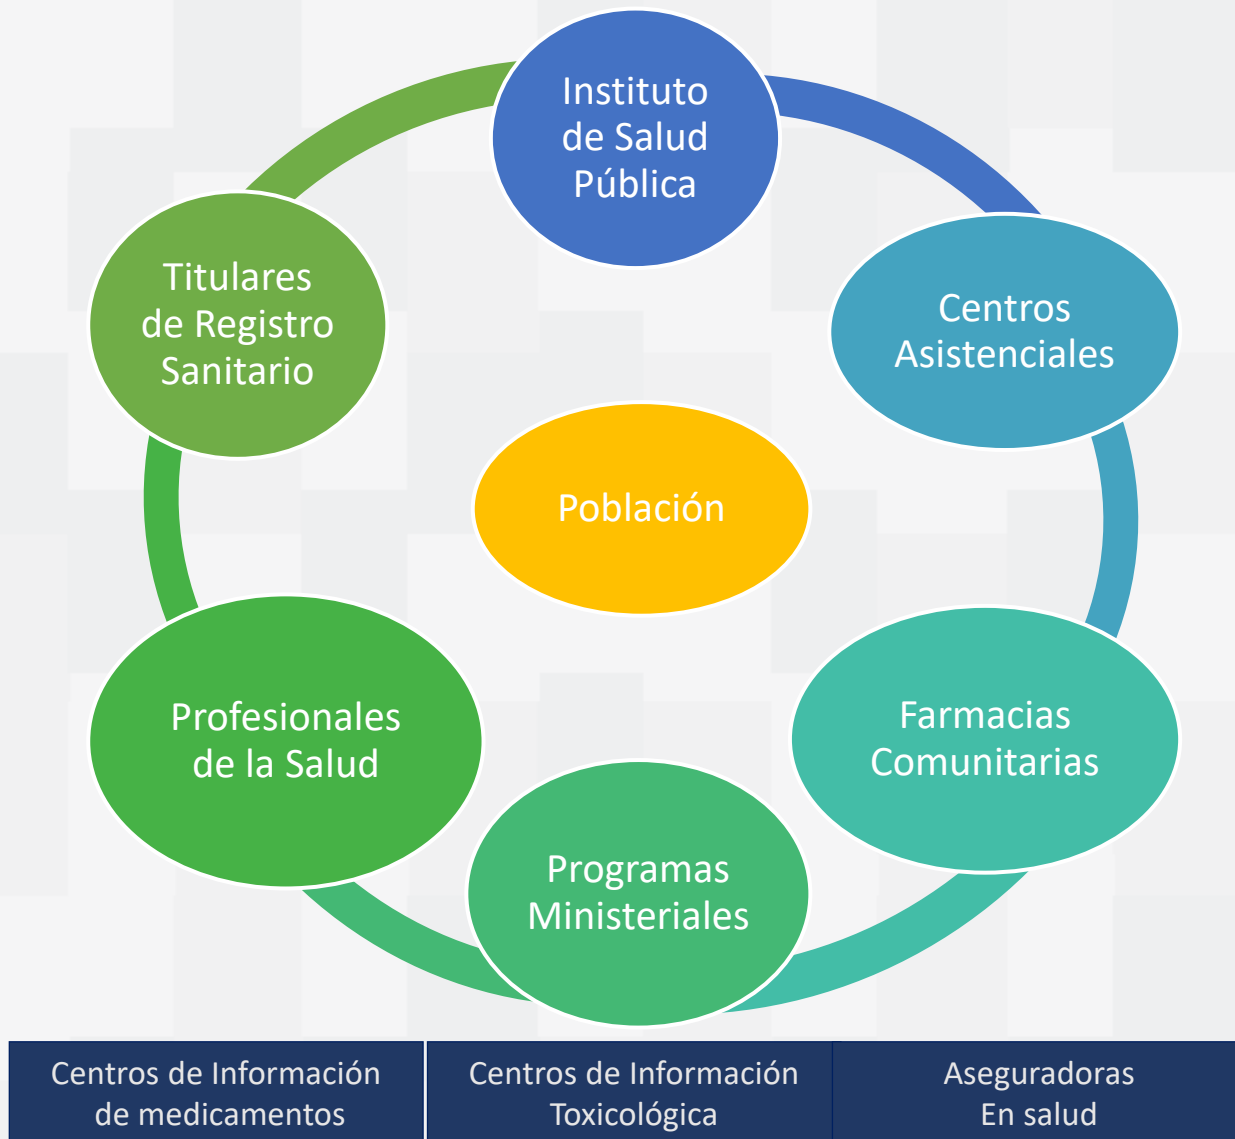 Instituto
de Salud
Pública
Titulares
de Registro
Sanitario
Centros
Asistenciales
Población
Profesionales
de la Salud
Farmacias
Comunitarias
Programas
Ministeriales
Centros de Información
de medicamentos
Centros de Información
Toxicológica
Aseguradoras
En salud